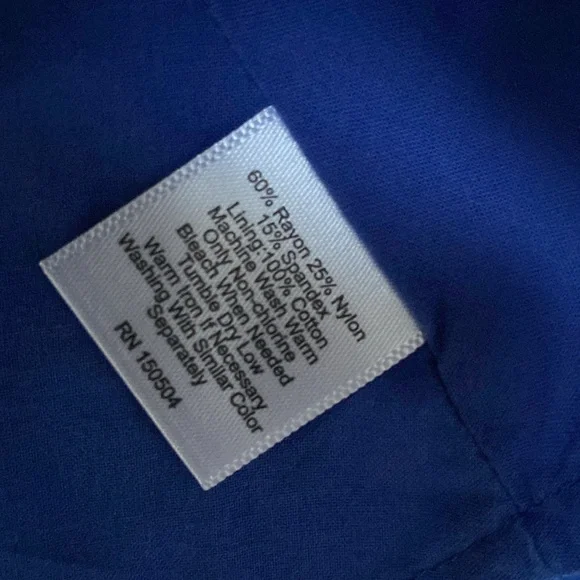 60% Rayon 25% Nylon
15% Spandex
Lining:100% Cotton
Machine Wash Warm
Only Non-chlorine
Bleach When Needed
Tumble Dry Low
Warm Iron If Necessary
Washing With Similar Color
Separately
RN 150504